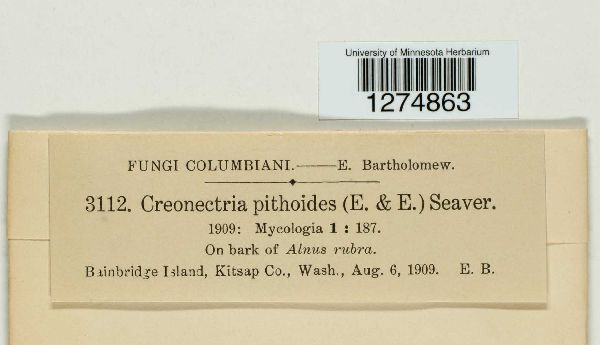 University of Minnesota Herbarium
1274863
FUNGI COLUMBIANI.——E. Bartholomew.
3112. Creonectria pithoides (E. & E.) Seaver.
1909: Mycologia 1 : 187.
On bark of Alnus rubra.
Bainbridge Island, Kitsap Co., Wash., Aug. 6, 1909. E. B.